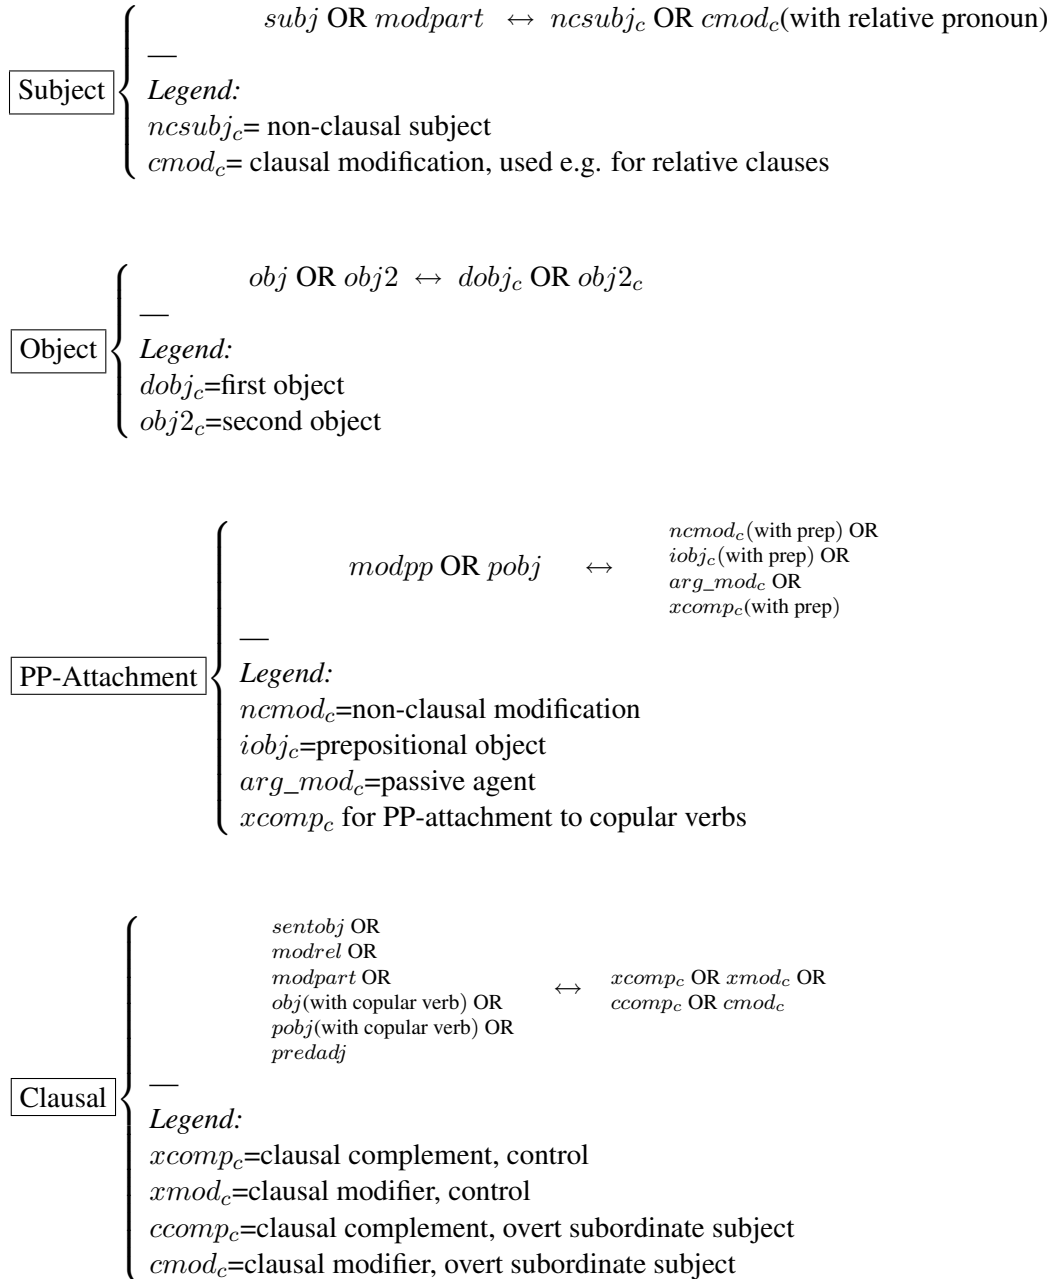 subj OR modpart ↔ ncsubj_c OR cmod_c(with relative pronoun)
—
Subject
Legend:
ncsubj_c= non-clausal subject
cmod_c= clausal modification, used e.g. for relative clauses
obj OR obj2 ↔ dobj_c OR obj2_c
—
Object
Legend:
dobj_c=first object
obj2_c=second object
modpp OR pobj ↔
ncmod_c(with prep) OR
iobj_c(with prep) OR
arg_mod_c OR
xcomp_c(with prep)
—
PP-Attachment
Legend:
ncmod_c=non-clausal modification
iobj_c=prepositional object
arg_mod_c=passive agent
xcomp_c for PP-attachment to copular verbs
sentobj OR
modrel OR
modpart OR
obj(with copular verb) OR
pobj(with copular verb) OR
predadj
↔
xcomp_c OR xmod_c OR
ccomp_c OR cmod_c
—
Clausal
Legend:
xcomp_c=clausal complement, control
xmod_c=clausal modifier, control
ccomp_c=clausal complement, overt subordinate subject
cmod_c=clausal modifier, overt subordinate subject